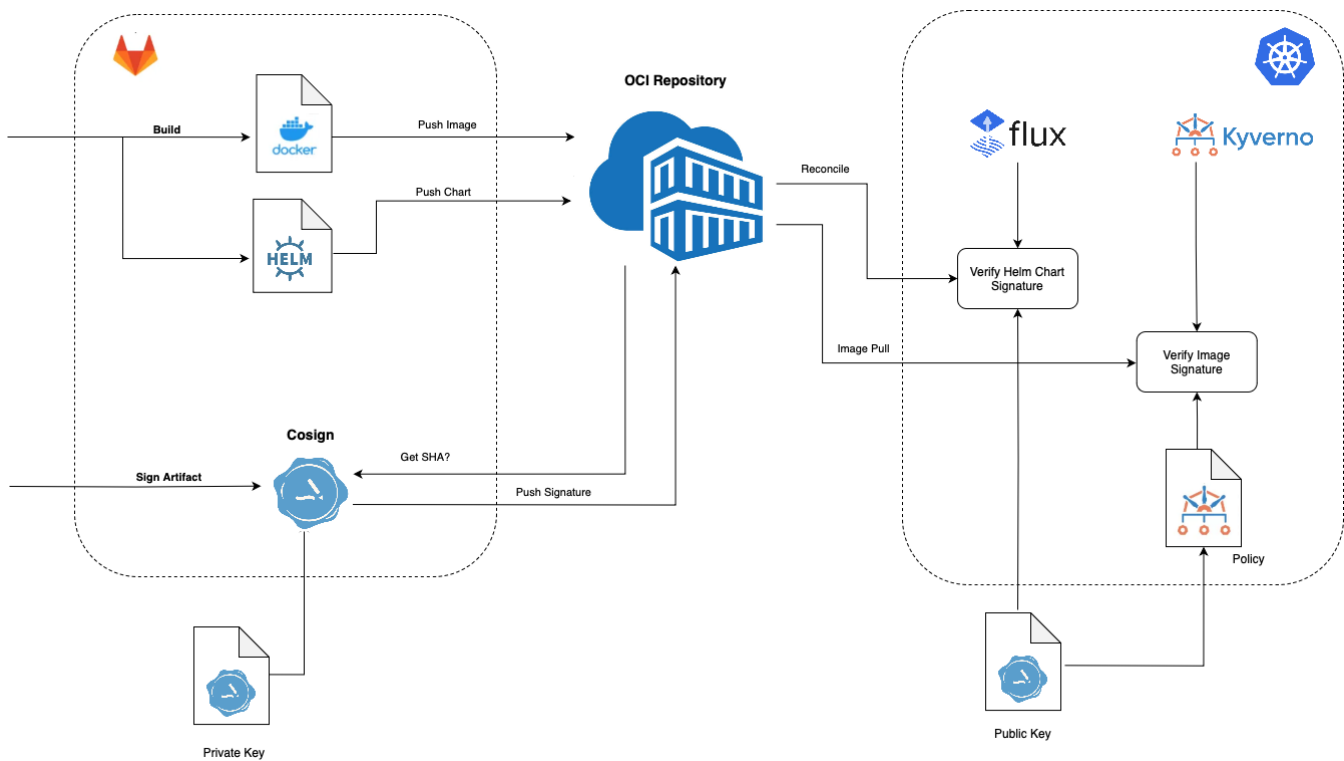 OCI Repository
Build
docker
Push Image
Push Chart
HELM
flux
Kyverno
Reconcile
Verify Helm Chart
Signature
Image Pull
Verify Image
Signature
Cosign
Get SHA?
Sign Artifact
Push Signature
Policy
Private Key
Public Key